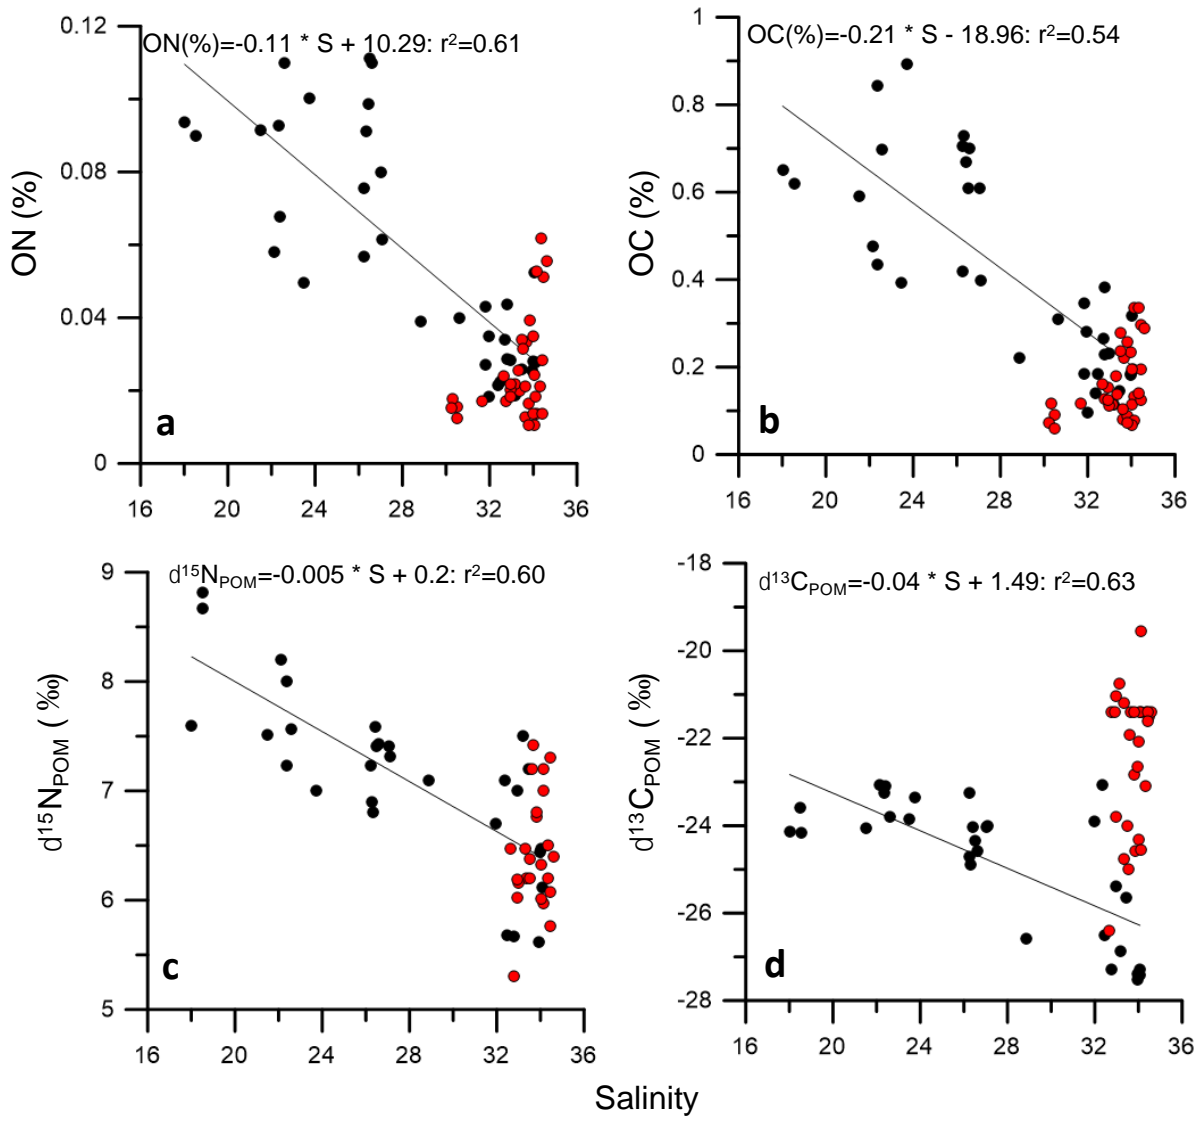 0.12
ON(%)=-0.11 * S + 10.29: r²=0.61
0.08
ON (%)
0.04
a
0
16 20 24 28 32 36
1
OC(%)=-0.21 * S - 18.96: r²=0.54
0.8
0.6
OC (%)
0.4
0.2
b
0
16 20 24 28 32 36
9
d¹⁵N_POM=-0.005 * S + 0.2: r²=0.60
8
d¹⁵N_POM ( ‰)
7
6
c
5
16 20 24 28 32 36
-18
d¹³C_POM=-0.04 * S + 1.49: r²=0.63
-20
-22
d¹³C_POM ( ‰)
-24
-26
d
-28
16 20 24 28 32 36
Salinity